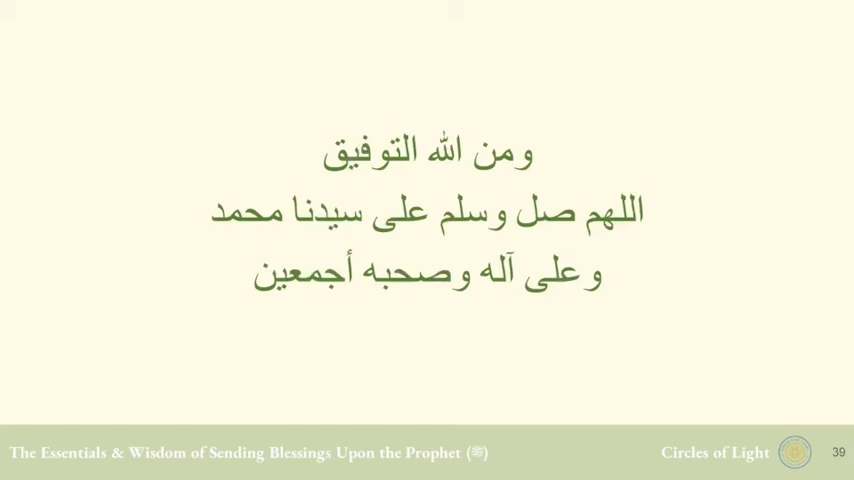 ومن الله التوفيق
اللهم صل وسلم على سيدنا محمد
وعلى آله وصحبه أجمعين
The Essentials & Wisdom of Sending Blessings Upon the Prophet (ﷺ)
Circles of Light
39